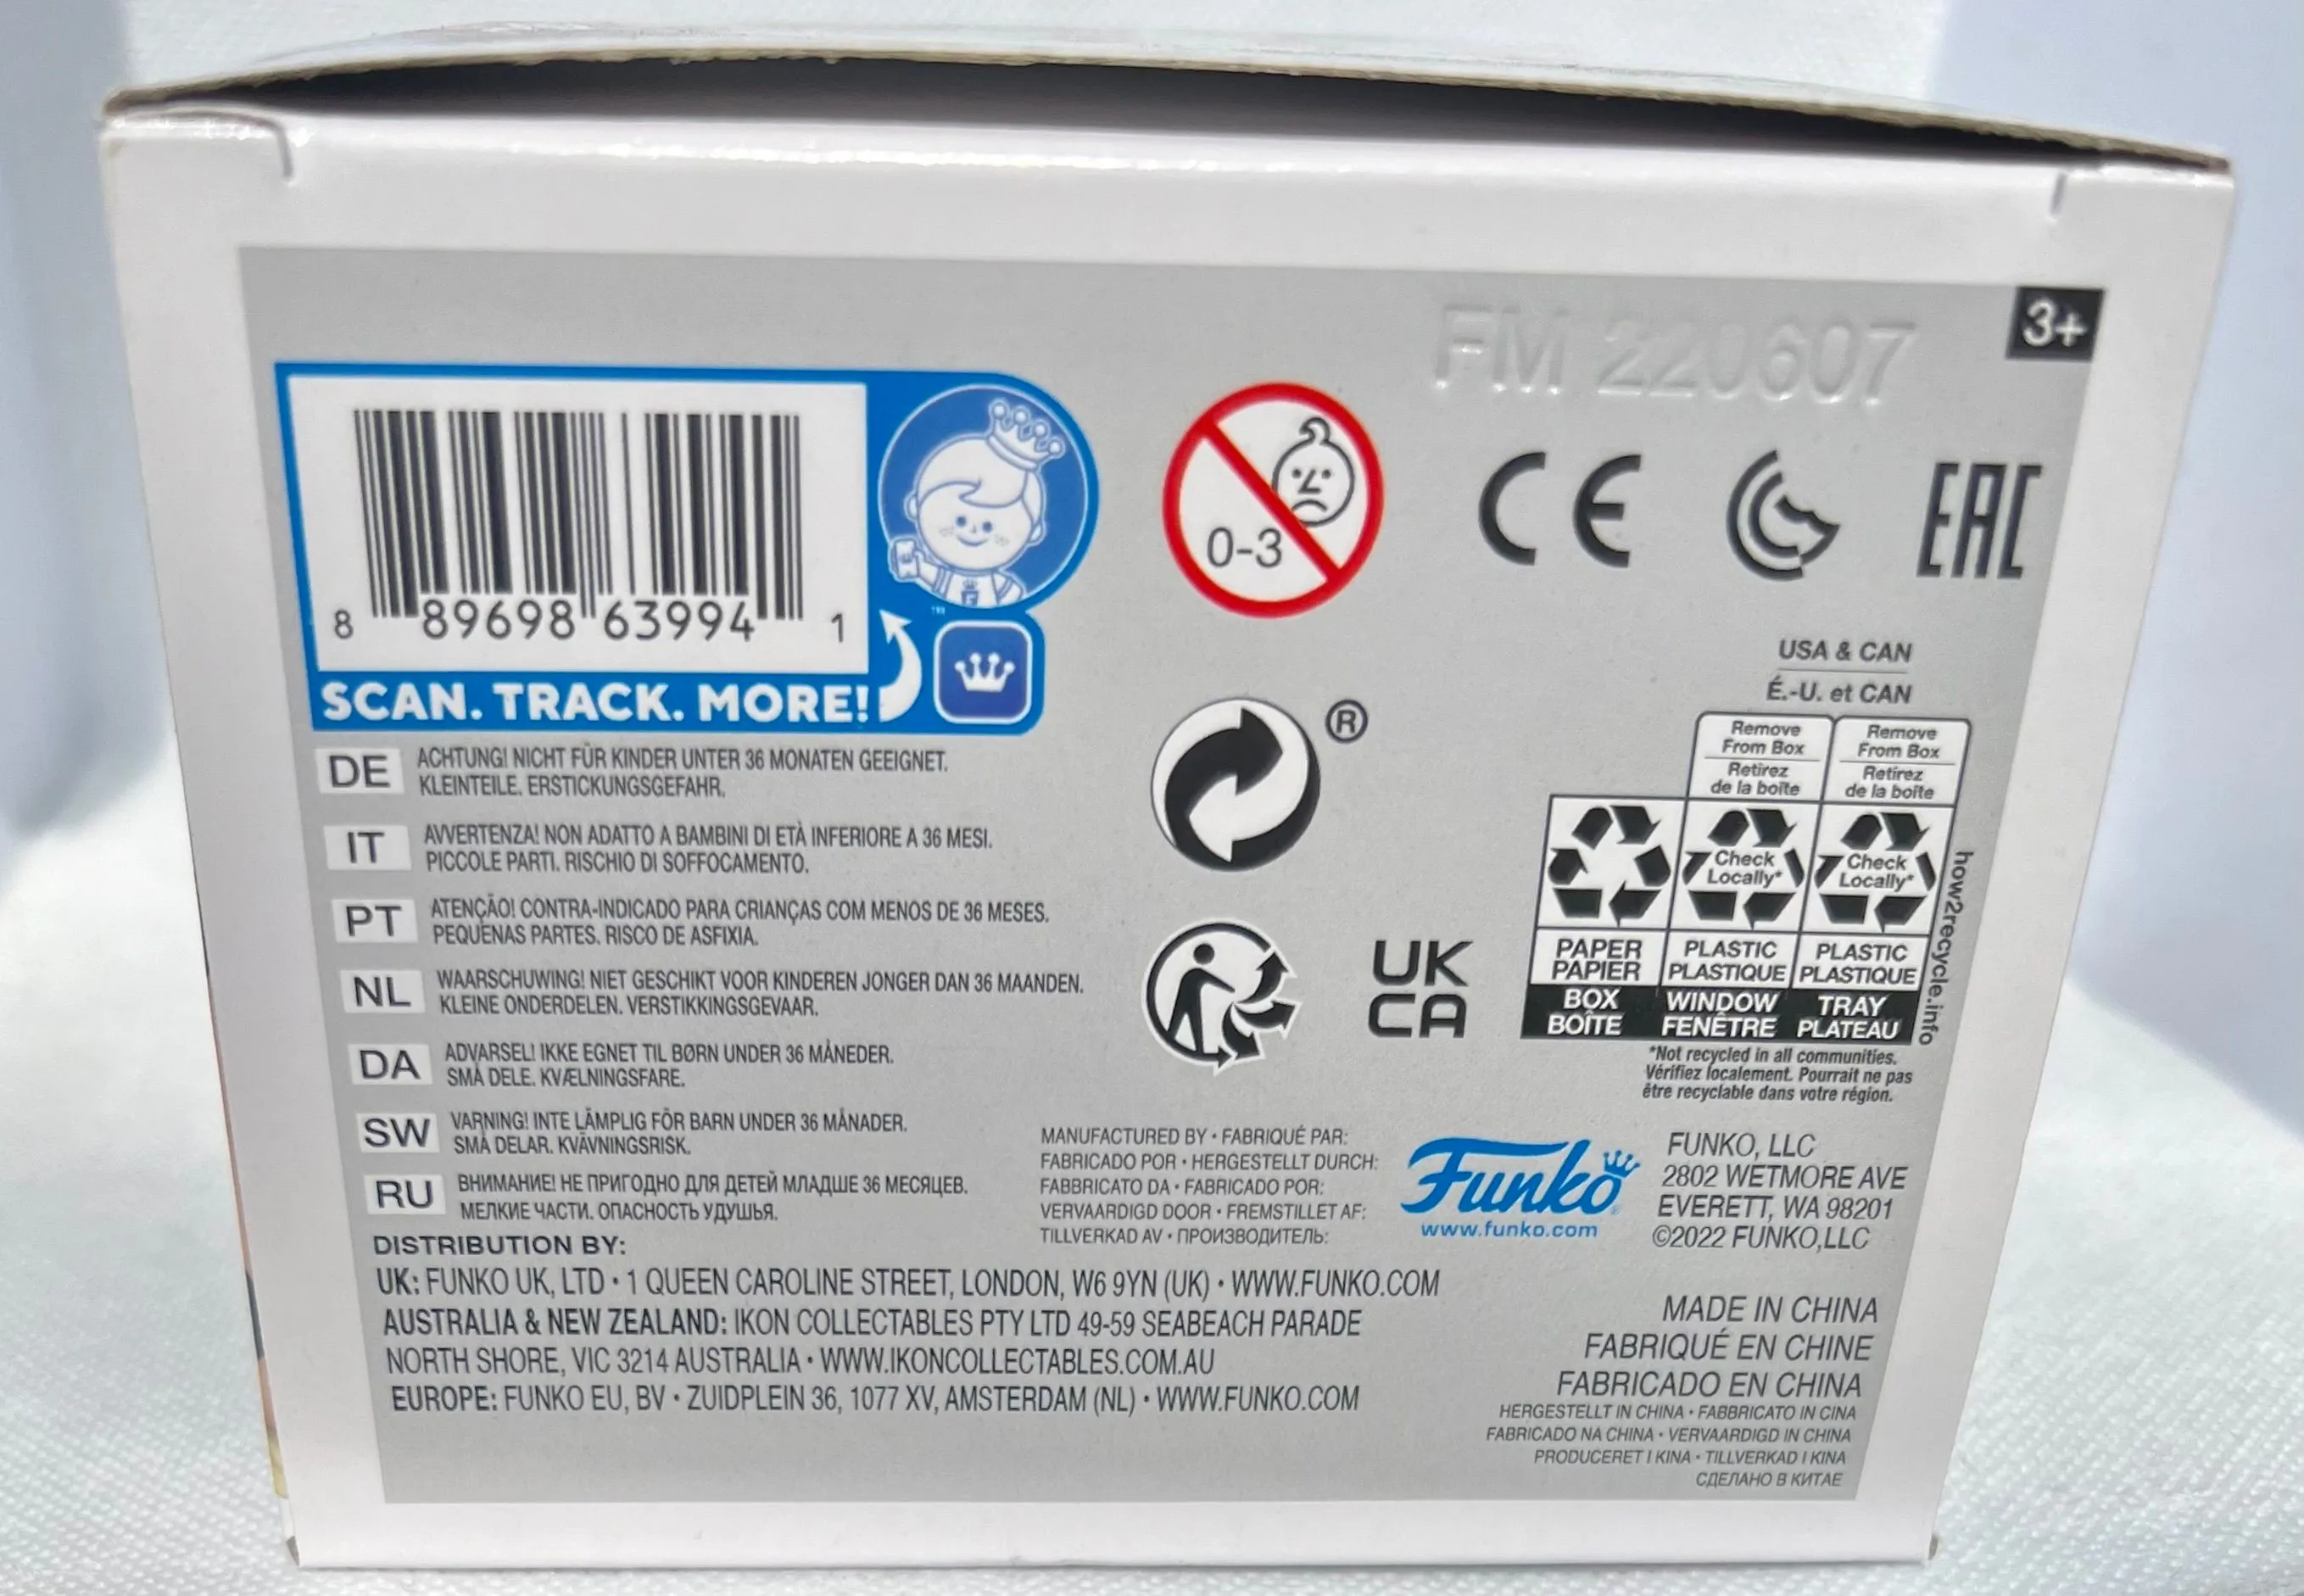 FM 220607
3+
8 89698 63994 1
™
SCAN. TRACK. MORE!
0-3
CE
EAC
USA & CAN
É.-U. et CAN
Remove
From Box
Retirez
de la boîte
Remove
From Box
Retirez
de la boîte
Check
Locally*
Check
Locally*
PAPER
PAPIER
PLASTIC
PLASTIQUE
PLASTIC
PLASTIQUE
BOX
BOÎTE
WINDOW
FENÊTRE
TRAY
PLATEAU
how2recycle.info
*Not recycled in all communities.
Vérifiez localement. Pourrait ne pas
être recyclable dans votre région.
®
UK
CA
DE ACHTUNG! NICHT FÜR KINDER UNTER 36 MONATEN GEEIGNET.
KLEINTEILE. ERSTICKUNGSGEFAHR.
IT AVVERTENZA! NON ADATTO A BAMBINI DI ETÀ INFERIORE A 36 MESI.
PICCOLE PARTI. RISCHIO DI SOFFOCAMENTO.
PT ATENÇÃO! CONTRA-INDICADO PARA CRIANÇAS COM MENOS DE 36 MESES.
PEQUENAS PARTES. RISCO DE ASFIXIA.
NL WAARSCHUWING! NIET GESCHIKT VOOR KINDEREN JONGER DAN 36 MAANDEN.
KLEINE ONDERDELEN. VERSTIKKINGSGEVAAR.
DA ADVARSEL! IKKE EGNET TIL BØRN UNDER 36 MÅNEDER.
SMÅ DELE. KVÆLNINGSFARE.
SW VARNING! INTE LÄMPLIG FÖR BARN UNDER 36 MÅNADER.
SMÅ DELAR. KVÄVNINGSRISK.
RU ВНИМАНИЕ! НЕ ПРИГОДНО ДЛЯ ДЕТЕЙ МЛАДШЕ 36 МЕСЯЦЕВ.
МЕЛКИЕ ЧАСТИ. ОПАСНОСТЬ УДУШЬЯ.
MANUFACTURED BY • FABRIQUÉ PAR:
FABRICADO POR • HERGESTELLT DURCH:
FABBRICATO DA • FABRICADO POR:
VERVAARDIGD DOOR • FREMSTILLET AF:
TILLVERKAD AV • ПРОИЗВОДИТЕЛЬ:
Funko
www.funko.com
FUNKO, LLC
2802 WETMORE AVE
EVERETT, WA 98201
©2022 FUNKO,LLC
DISTRIBUTION BY:
UK: FUNKO UK, LTD • 1 QUEEN CAROLINE STREET, LONDON, W6 9YN (UK) • WWW.FUNKO.COM
AUSTRALIA & NEW ZEALAND: IKON COLLECTABLES PTY LTD 49-59 SEABEACH PARADE
NORTH SHORE, VIC 3214 AUSTRALIA • WWW.IKONCOLLECTABLES.COM.AU
EUROPE: FUNKO EU, BV • ZUIDPLEIN 36, 1077 XV, AMSTERDAM (NL) • WWW.FUNKO.COM
MADE IN CHINA
FABRIQUÉ EN CHINE
FABRICADO EN CHINA
HERGESTELLT IN CHINA • FABBRICATO IN CINA
FABRICADO NA CHINA • VERVAARDIGD IN CHINA
PRODUCERET I KINA • TILLVERKAD I KINA
СДЕЛАНО В КИТАЕ